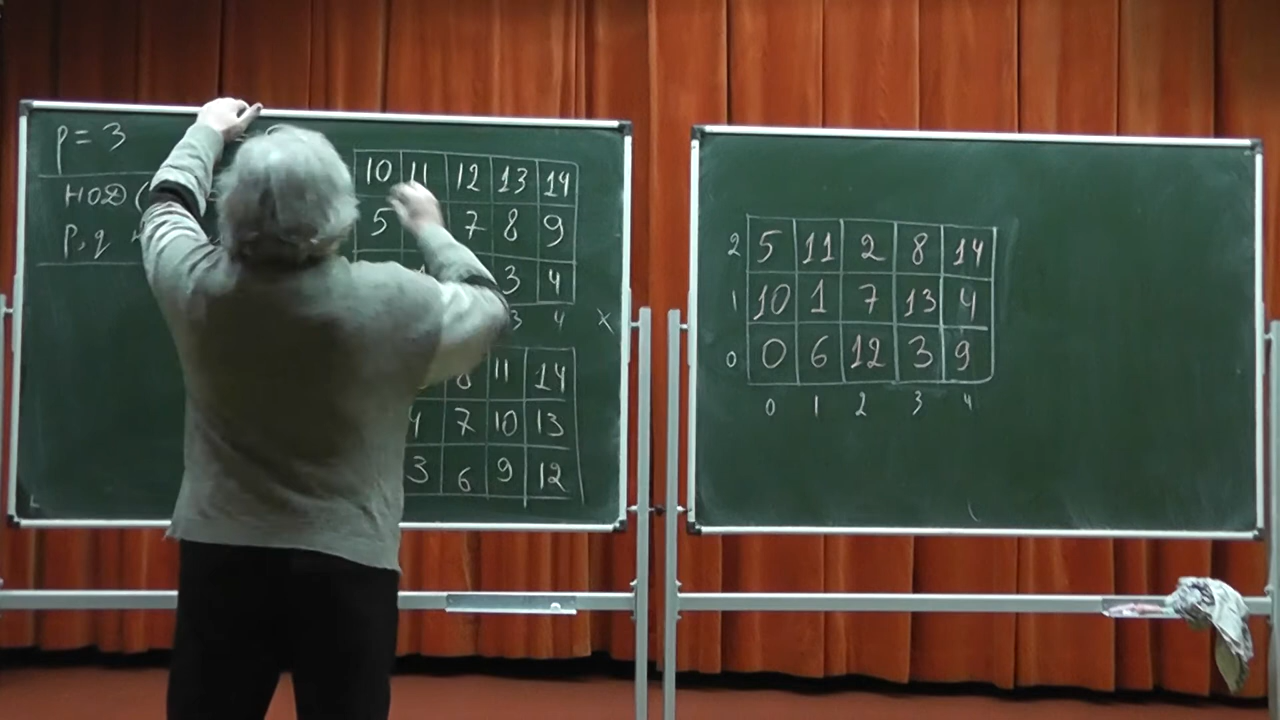 p = 3
НОД (
p, q
10 11 12 13 14
5 7 8 9
3 4
3 4 x
8 11 14
4 7 10 13
3 6 9 12
2 5 11 2 8 14
1 10 1 7 13 4
0 0 6 12 3 9
0 1 2 3 4